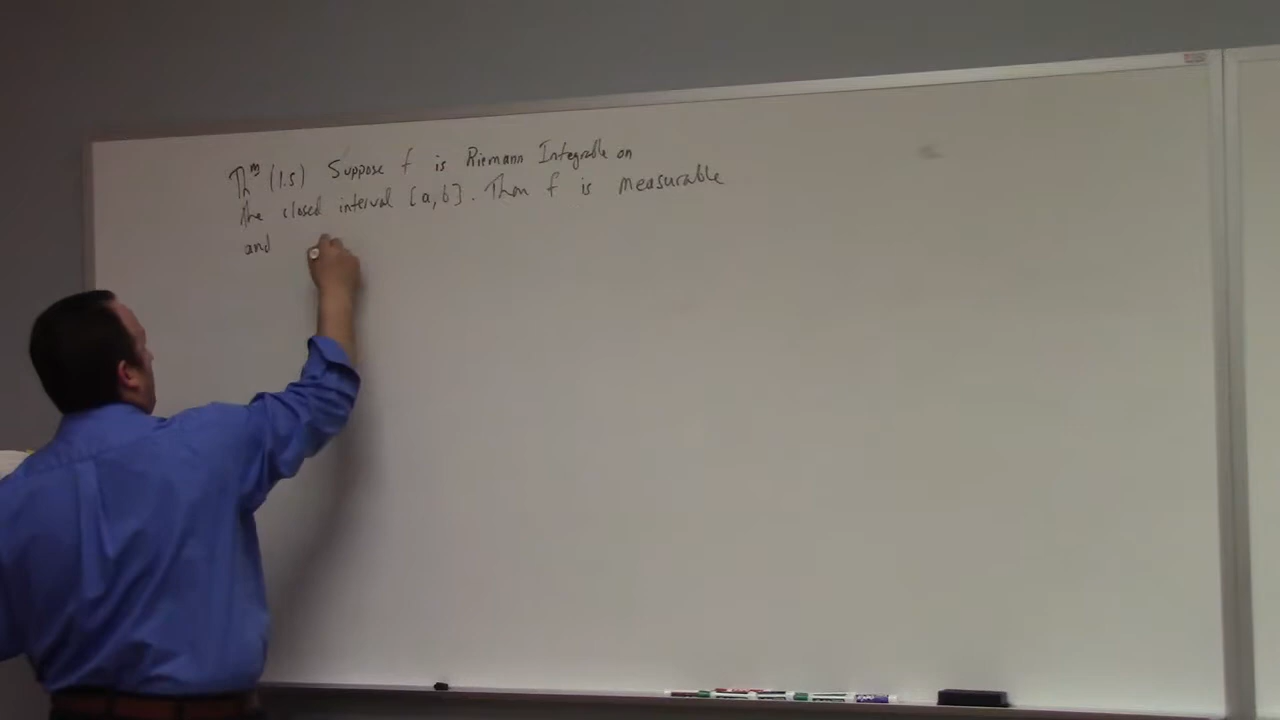 Thm (1.5) Suppose f is Riemann Integrable on
the closed interval [a,b]. Then f is measurable
and